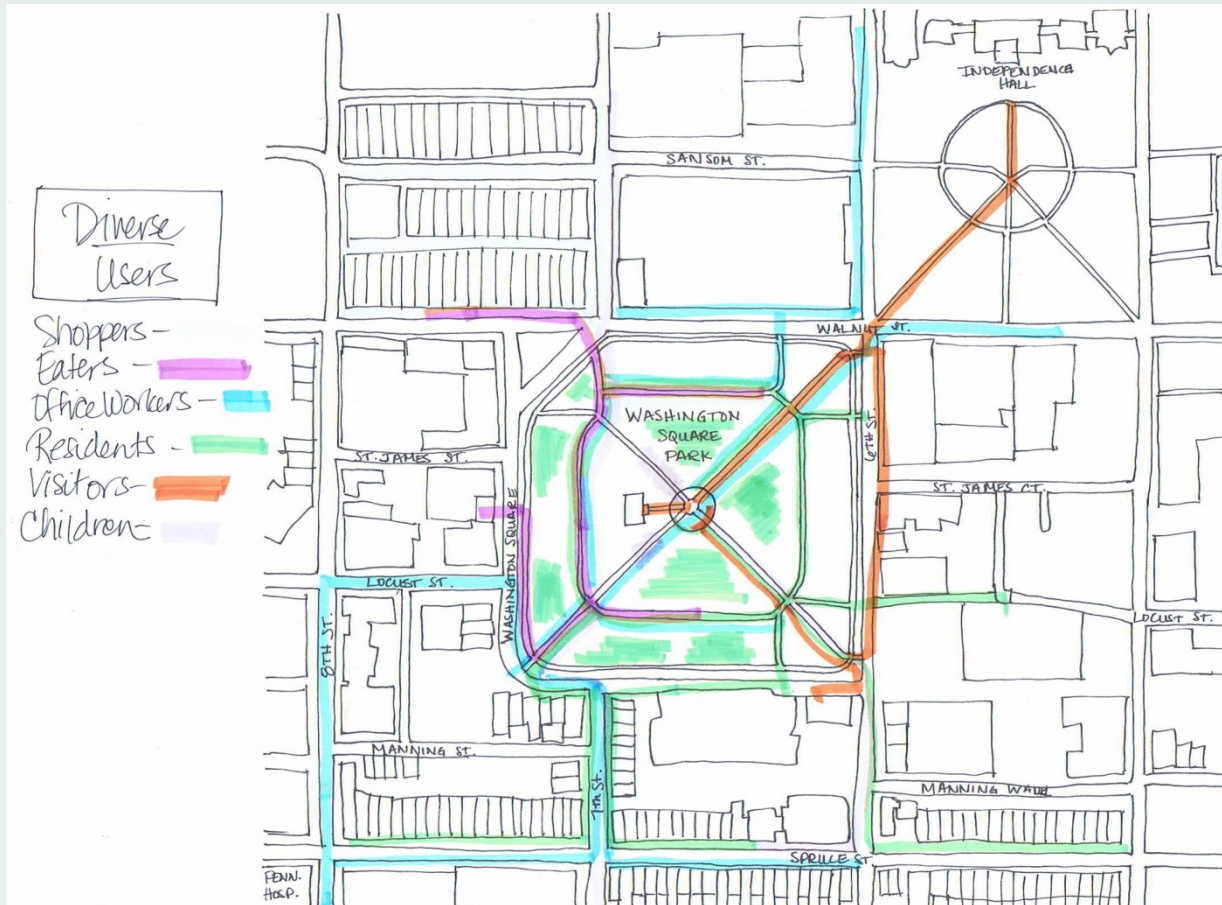 INDEPENDENCE
HALL
SANSOM ST.
Diverse
Users
Shoppers -
Eaters -
Office Workers -
Residents -
Visitors -
Children -
WALNUT ST.
WASHINGTON
SQUARE
PARK
6TH ST.
ST. JAMES ST.
ST. JAMES CT.
WASHINGTON SQUARE
LOCUST ST.
LOCUST ST.
8TH ST.
MANNING ST.
7TH ST.
MANNING WALK
SPRUCE ST
PENN.
HOSP.